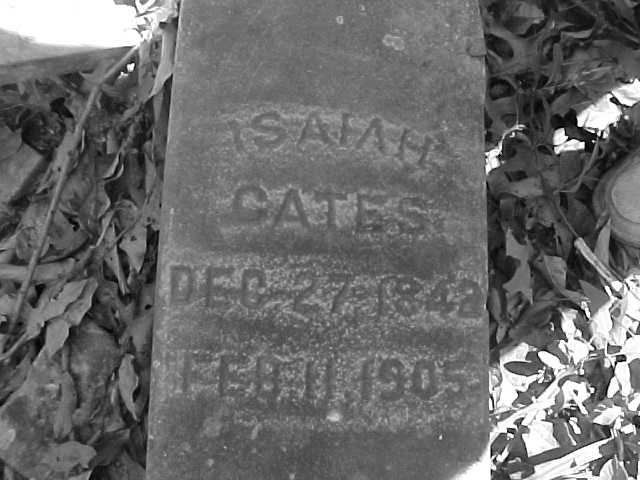 ISAIAH
CATES
DEC 27, 1842
FEB. 11, 1905